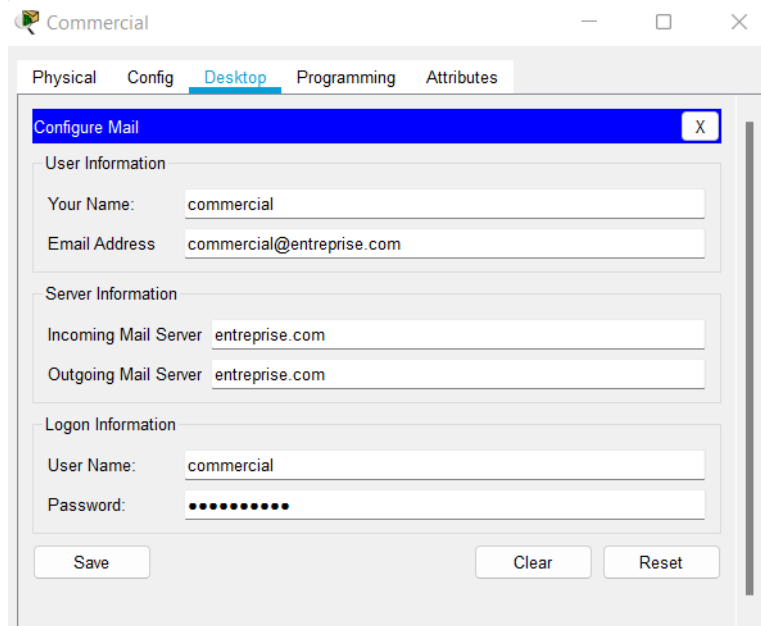 Commercial
Physical Config Desktop Programming Attributes
Configure Mail X
User Information
Your Name: commercial
Email Address commercial@entreprise.com
Server Information
Incoming Mail Server entreprise.com
Outgoing Mail Server entreprise.com
Logon Information
User Name: commercial
Password: ●●●●●●●●●●
Save Clear Reset